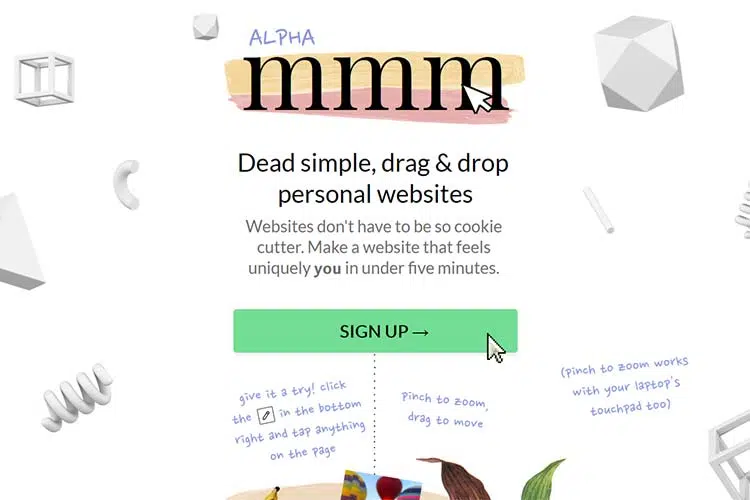 ALPHA
mmm
Dead simple, drag & drop
personal websites
Websites don't have to be so cookie
cutter. Make a website that feels
uniquely you in under five minutes.
SIGN UP →
give it a try! click
the in the bottom
right and tap anything
on the page
Pinch to zoom,
drag to move
(pinch to zoom works
with your laptop's
touchpad too)